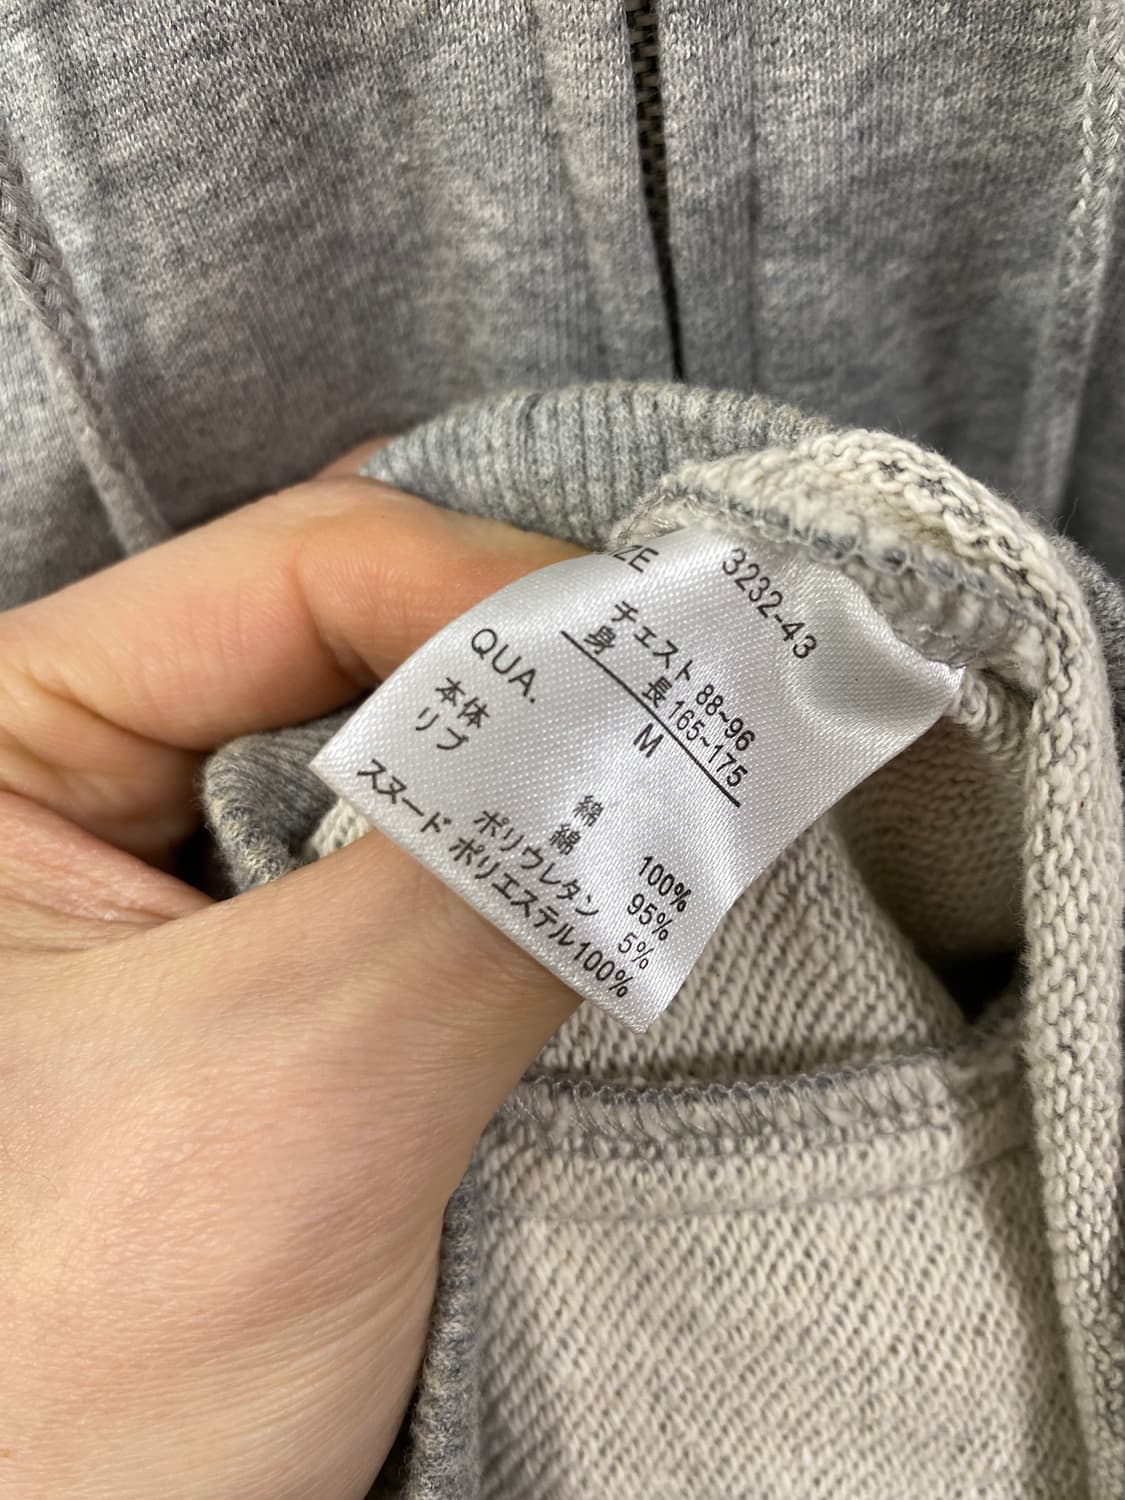 3232-43
IZE
チェスト 88~96
身 長 165~175
M
QUA.
本体 綿 100%
リブ 綿 95%
ポリウレタン 5%
スヌード ポリエステル100%